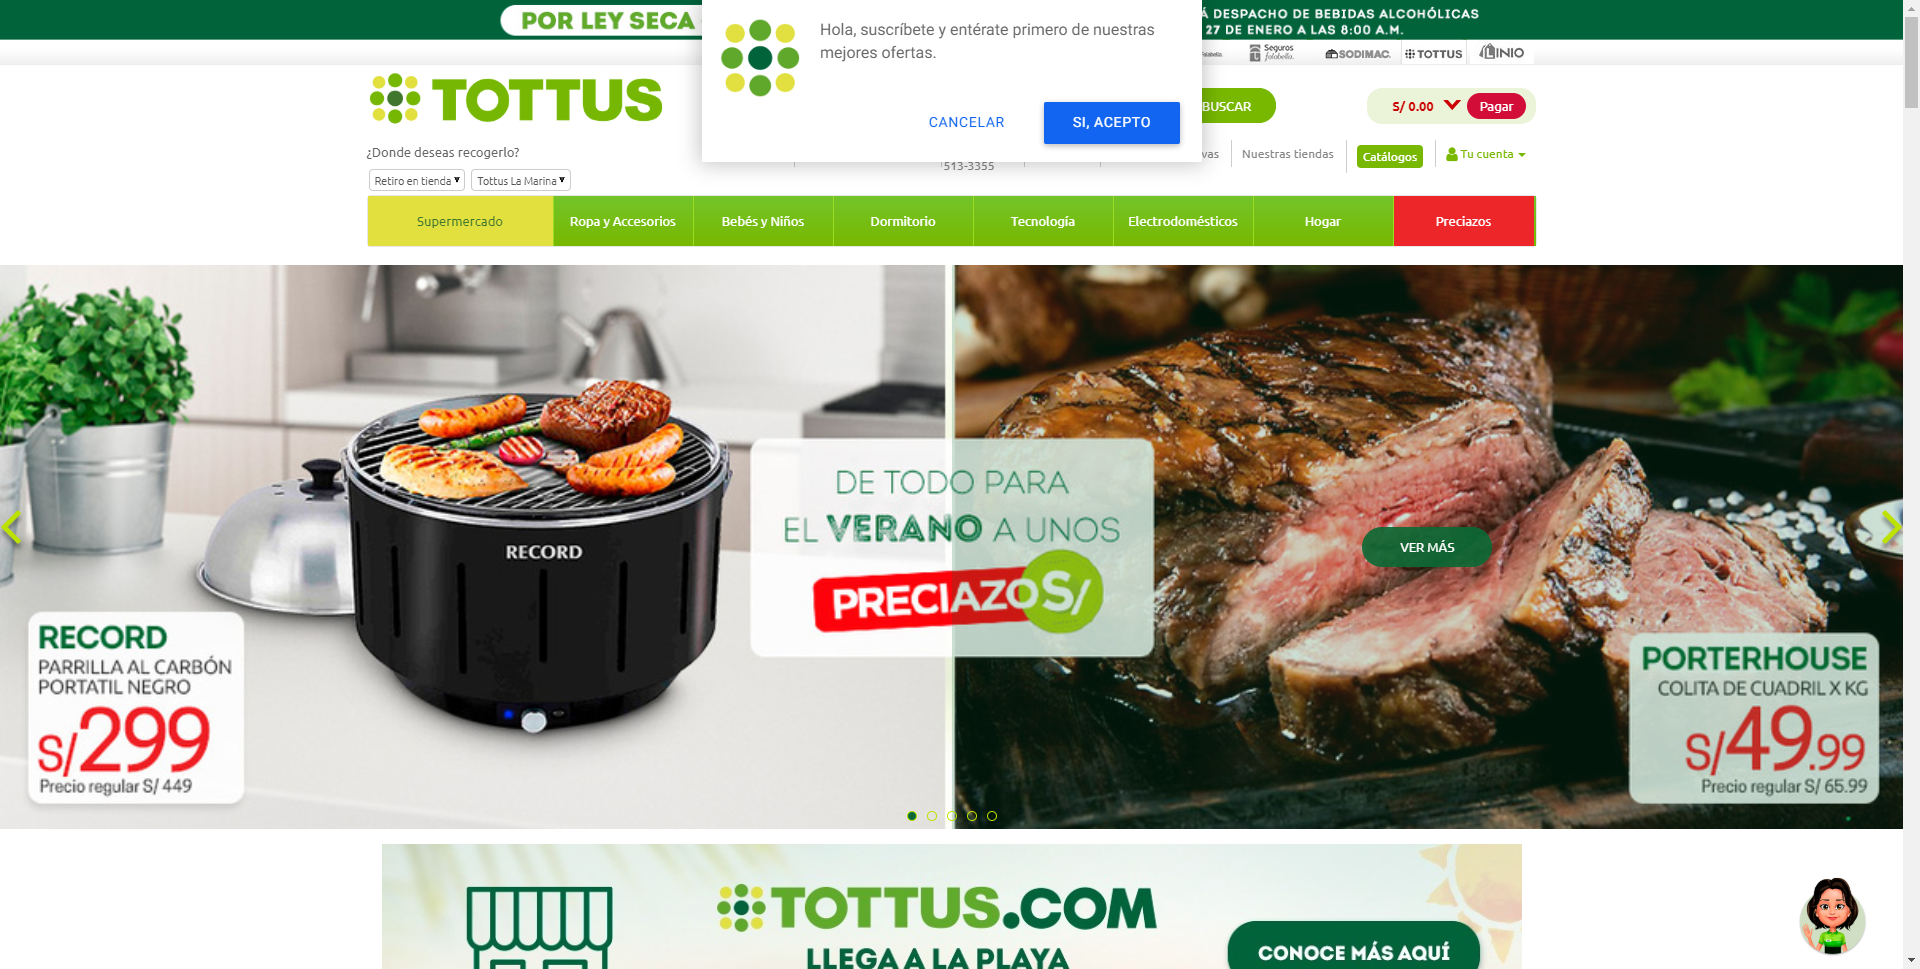 POR LEY SECA
Á DESPACHO DE BEBIDAS ALCOHÓLICAS
27 DE ENERO A LAS 8:00 A.M.
Hola, suscríbete y entérate primero de nuestras
mejores ofertas.
CANCELAR
SI, ACEPTO
Seguros
falabella.
SODIMAC.
TOTTUS
LINIO
TOTTUS
BUSCAR
S/ 0.00
Pagar
¿Donde deseas recogerlo?
Retiro en tienda
Tottus La Marina
513-3355
vas
Nuestras tiendas
Catálogos
Tu cuenta
Supermercado
Ropa y Accesorios
Bebés y Niños
Dormitorio
Tecnología
Electrodomésticos
Hogar
Preciazos
DE TODO PARA
EL VERANO A UNOS
PRECIAZOS/
RECORD
VER MÁS
RECORD
PARRILLA AL CARBÓN
PORTATIL NEGRO
S/299
Precio regular S/ 449
PORTERHOUSE
COLITA DE CUADRIL X KG
S/49.99
Precio regular S/ 65.99
TOTTUS.COM
LLEGA A LA PLAYA
CONOCE MÁS AQUÍ